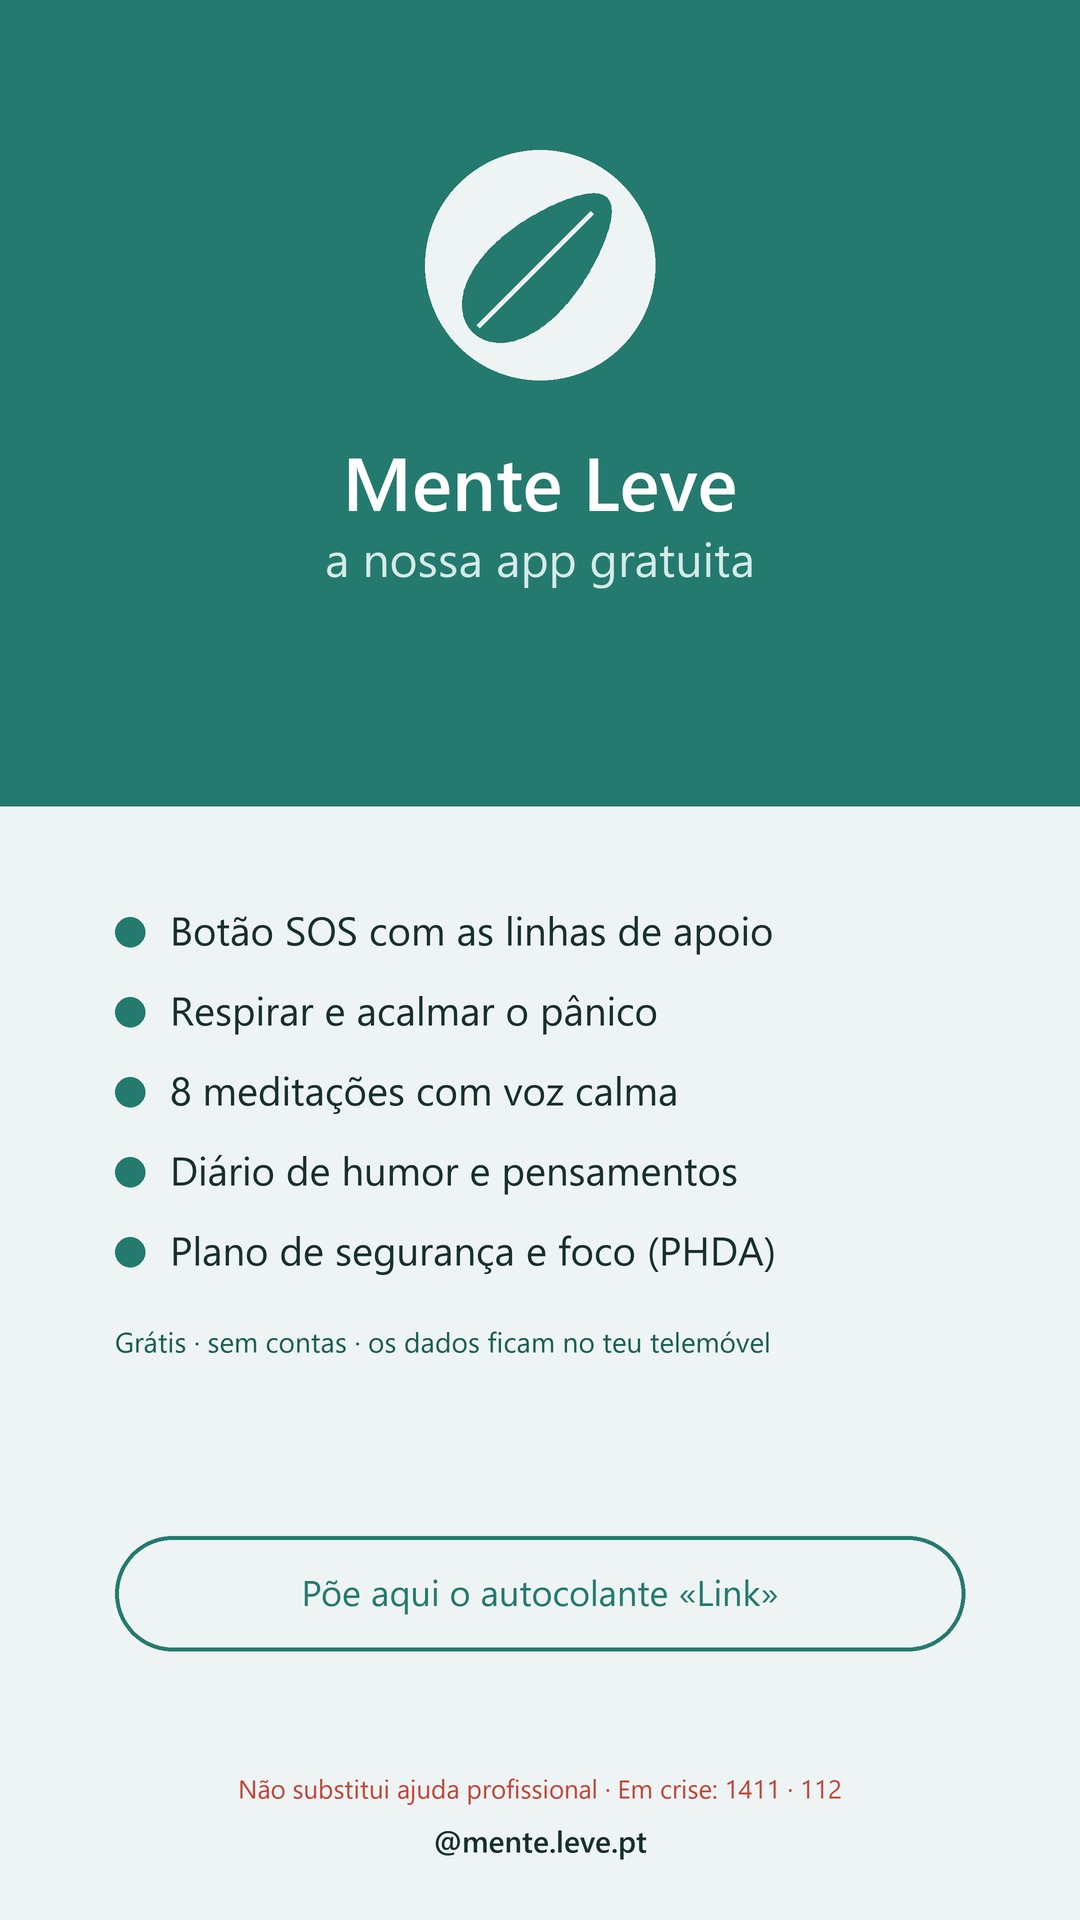 Mente Leve
a nossa app gratuita
Botão SOS com as linhas de apoio
Respirar e acalmar o pânico
8 meditações com voz calma
Diário de humor e pensamentos
Plano de segurança e foco (PHDA)
Grátis · sem contas · os dados ficam no teu telemóvel
Põe aqui o autocolante «Link»
Não substitui ajuda profissional · Em crise: 1411 · 112
@mente.leve.pt